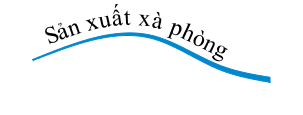 Sản xuất xà phòng